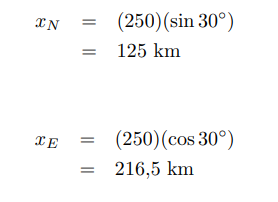 x_N = (250)(sin 30°)
= 125 km
x_E = (250)(cos 30°)
= 216,5 km